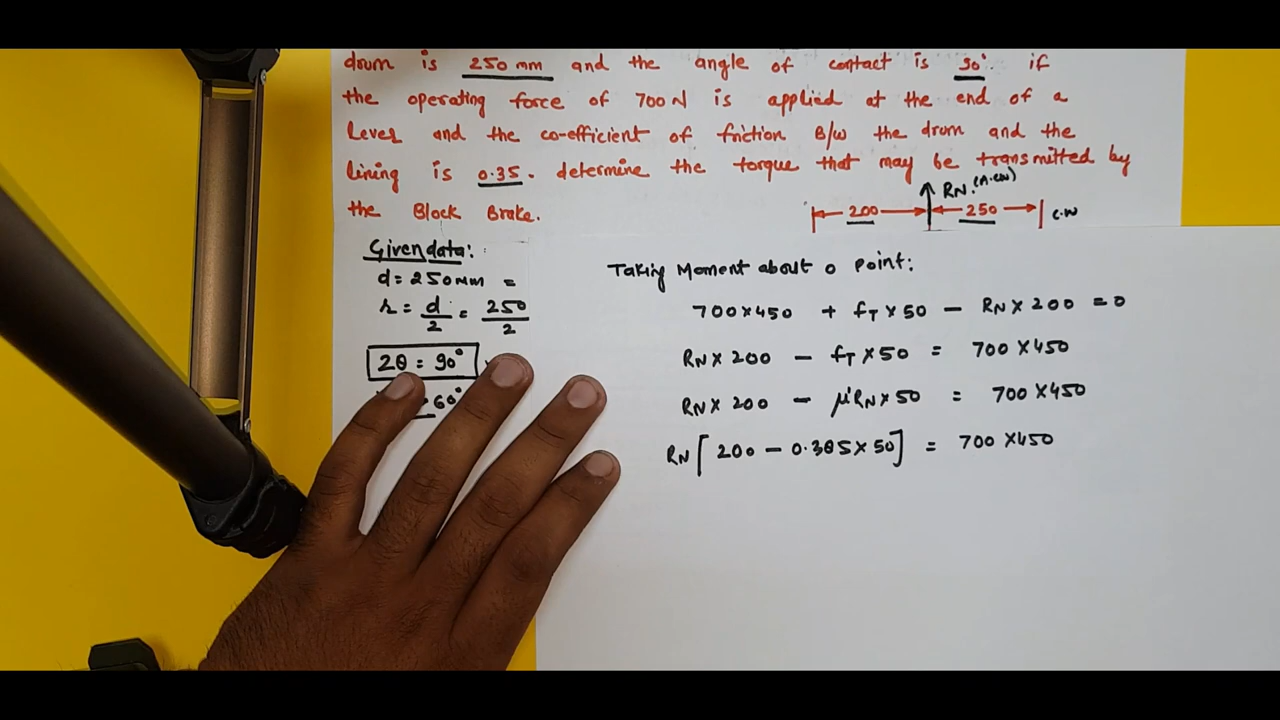 drum is 250 mm and the angle of contact is 90°. if
the operating force of 700 N is applied at the end of a
Lever and the co-efficient of friction B/w the drum and the
lining is 0.35. determine the torque that may be transmitted by
the Block Brake.
RN.(A.CW)
200 250 C.W
Given data:
d = 250 mm =
r = d/2 = 250/2
2θ = 90°
60°
Taking Moment about o Point:
700 × 450 + fT × 50 − RN × 200 = 0
RN × 200 − fT × 50 = 700 × 450
RN × 200 − μ'RN × 50 = 700 × 450
RN [ 200 − 0.385 × 50 ] = 700 × 450